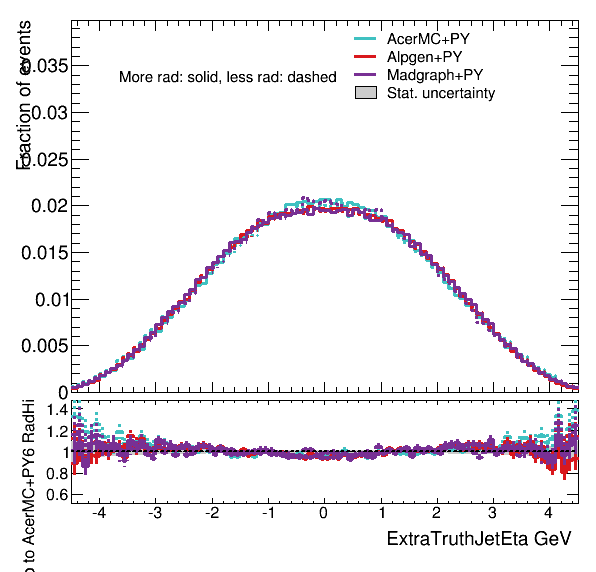 Fraction of events
0.035
0.03
0.025
0.02
0.015
0.01
0.005
0
AcerMC+PY
Alpgen+PY
Madgraph+PY
Stat. uncertainty
More rad: solid, less rad: dashed
to AcerMC+PY6 RadHi
1.4
1.2
1
0.8
0.6
-4 -3 -2 -1 0 1 2 3 4
ExtraTruthJetEta GeV